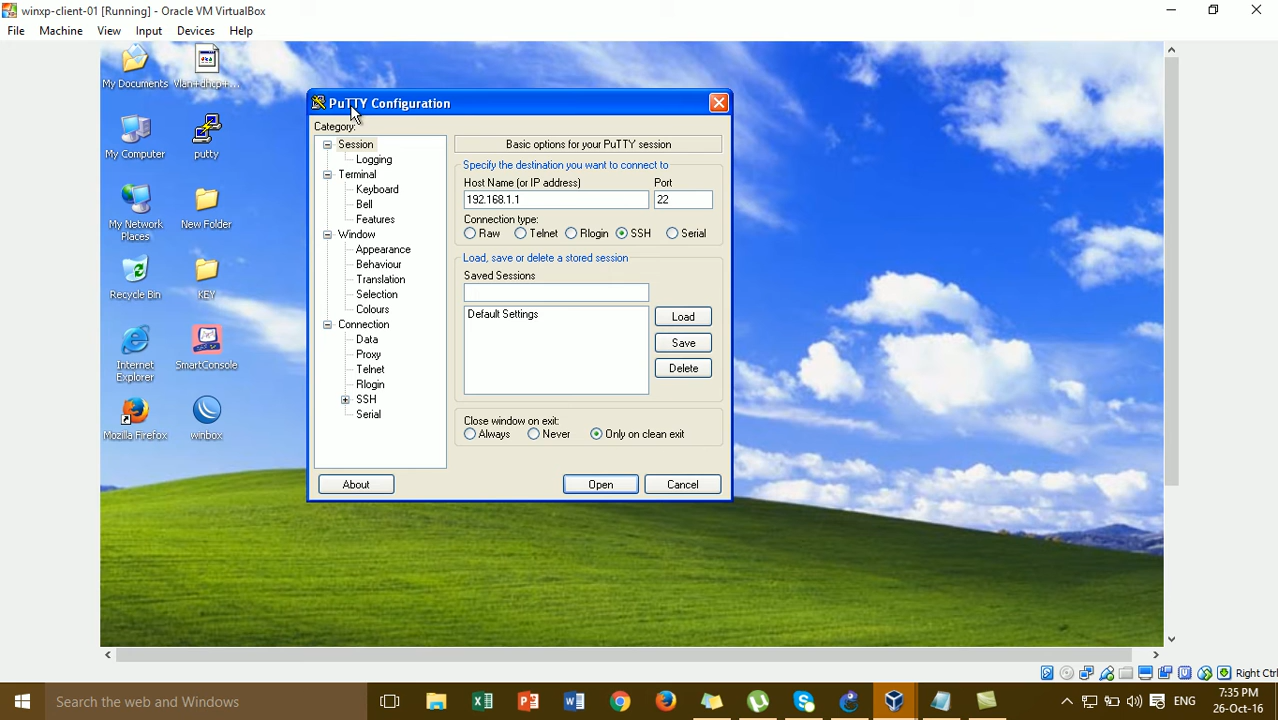 winxp-client-01 [Running] - Oracle VM VirtualBox
File Machine View Input Devices Help
My Documents
Vlan+dhcp+...
My Computer
putty
My Network Places
New Folder
Recycle Bin
KEY
Internet Explorer
SmartConsole
Mozilla Firefox
winbox
PuTTY Configuration
Category:
Session
Logging
Terminal
Keyboard
Bell
Features
Window
Appearance
Behaviour
Translation
Selection
Colours
Connection
Data
Proxy
Telnet
Rlogin
SSH
Serial
Basic options for your PuTTY session
Specify the destination you want to connect to
Host Name (or IP address) Port
192.168.1.1 22
Connection type:
Raw Telnet Rlogin SSH Serial
Load, save or delete a stored session
Saved Sessions
Default Settings
Load
Save
Delete
Close window on exit:
Always Never Only on clean exit
About Open Cancel
Right Ctrl
Search the web and Windows
ENG
7:35 PM
26-Oct-16